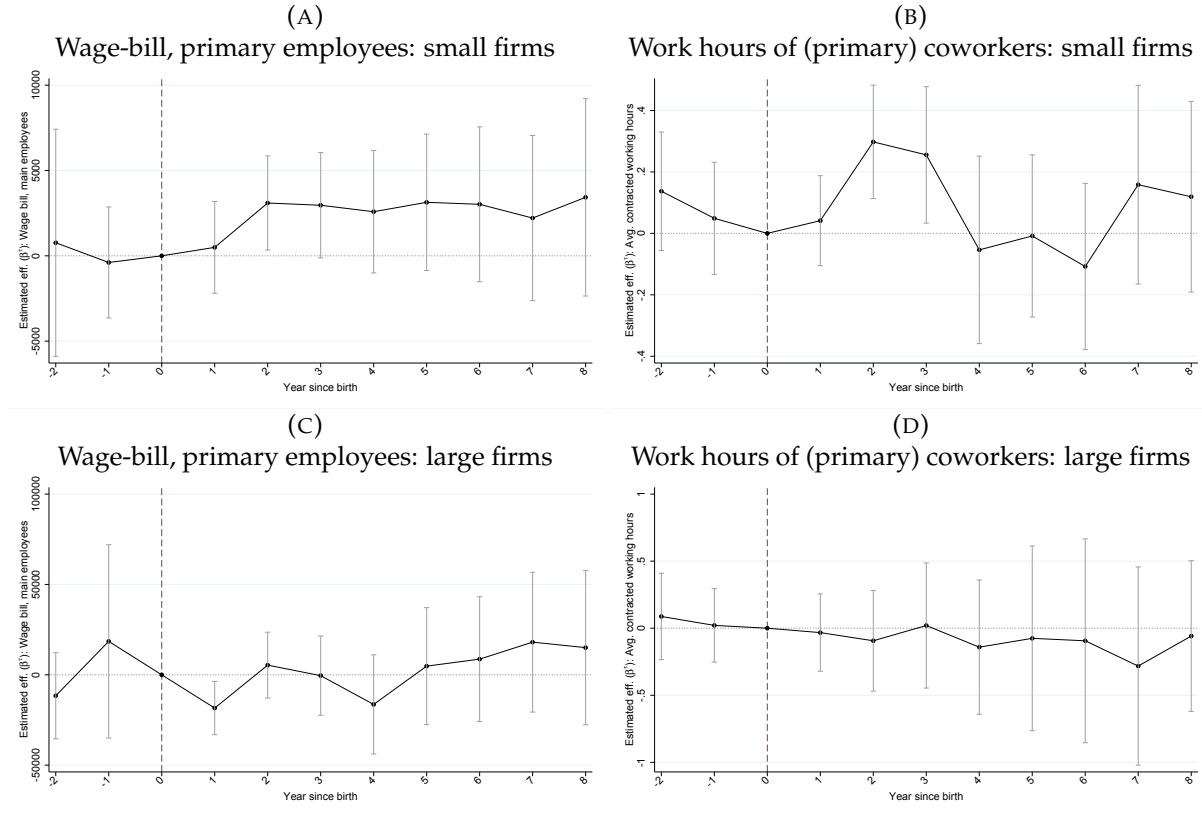 (A)
Wage-bill, primary employees: small firms
Estimated eff. (β^τ): Wage bill, main employees
10000
5000
0
-5000
-2 -1 0 1 2 3 4 5 6 7 8
Year since birth
(B)
Work hours of (primary) coworkers: small firms
Estimated eff. (β^τ): Avg. contracted working hours
.4
.2
0
-.2
-.4
-2 -1 0 1 2 3 4 5 6 7 8
Year since birth
(C)
Wage-bill, primary employees: large firms
Estimated eff. (β^τ): Wage bill, main employees
100000
50000
0
-50000
-2 -1 0 1 2 3 4 5 6 7 8
Year since birth
(D)
Work hours of (primary) coworkers: large firms
Estimated eff. (β^τ): Avg. contracted working hours
1
.5
0
-.5
-1
-2 -1 0 1 2 3 4 5 6 7 8
Year since birth